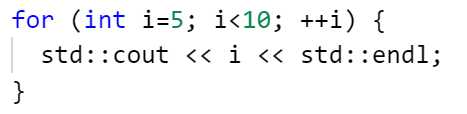 for (int i=5; i<10; ++i) {
  std::cout << i << std::endl;
}